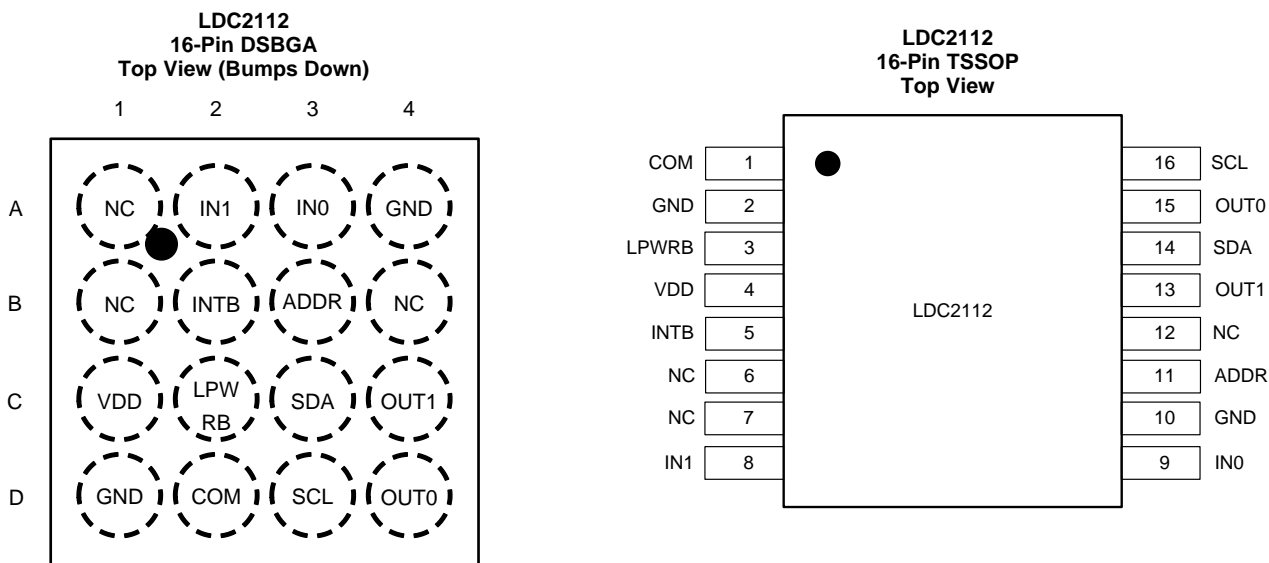 LDC2112
16-Pin DSBGA
Top View (Bumps Down)
1 2 3 4
A NC IN1 IN0 GND
B NC INTB ADDR NC
C VDD LPW RB SDA OUT1
D GND COM SCL OUT0
LDC2112
16-Pin TSSOP
Top View
COM 1 16 SCL
GND 2 15 OUT0
LPWRB 3 14 SDA
VDD 4 13 OUT1
LDC2112
INTB 5 12 NC
NC 6 11 ADDR
NC 7 10 GND
IN1 8 9 IN0